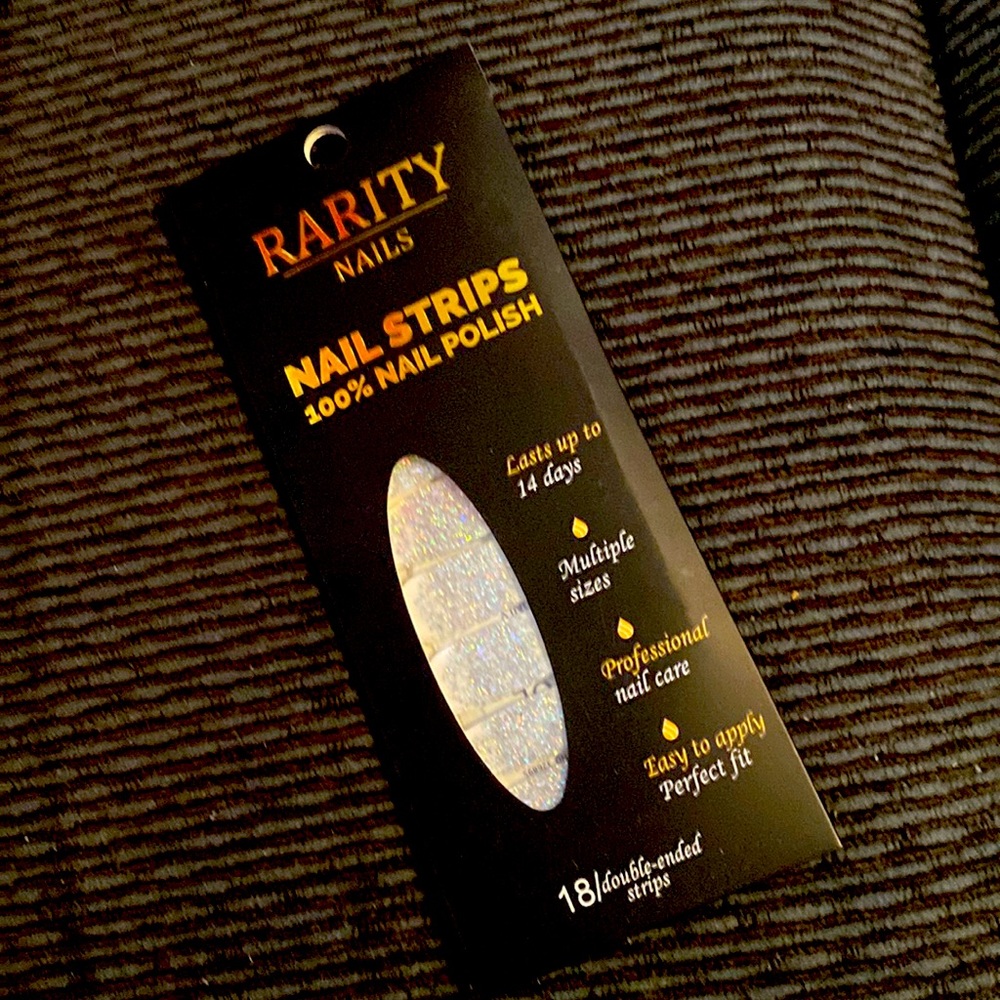 RARITY
NAILS
NAIL STRIPS
100% NAIL POLISH
Lasts up to
14 days
Multiple
sizes
Professional
nail care
Easy to apply
Perfect fit
18/double-ended
strips